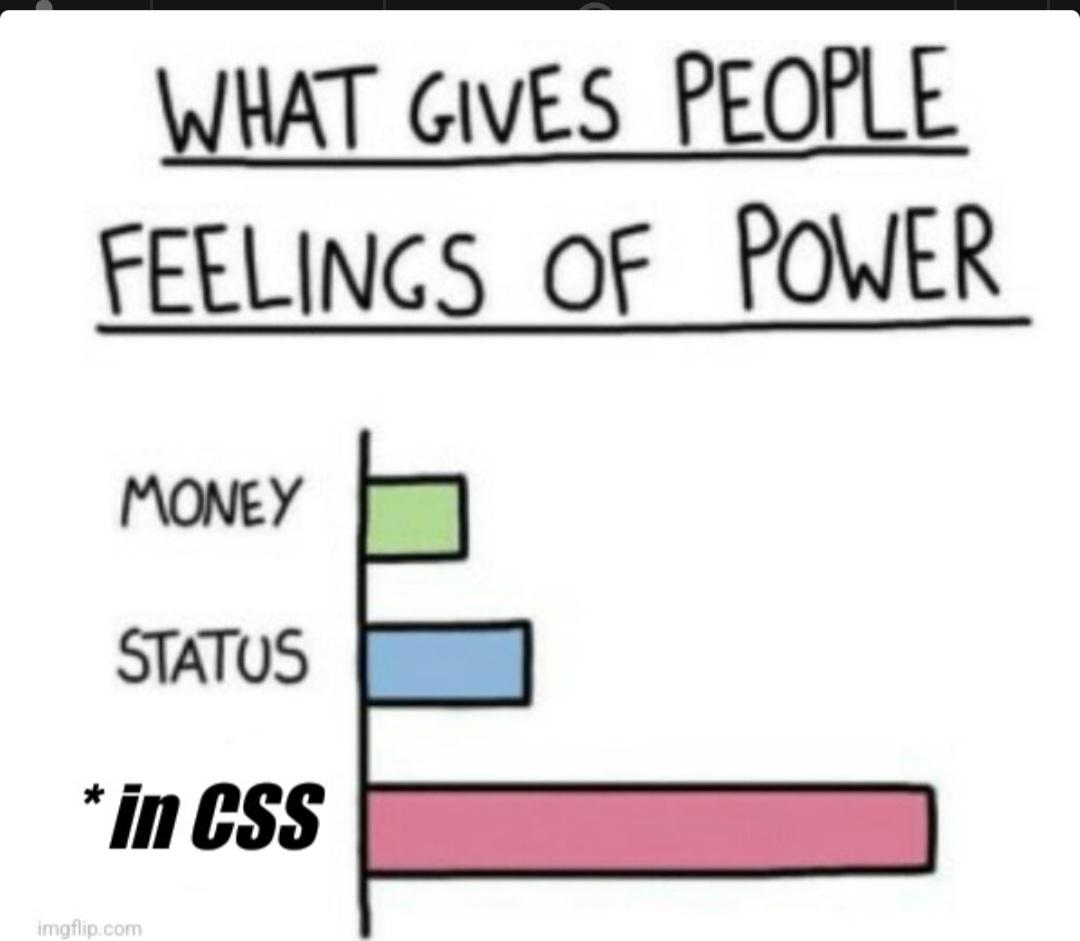 WHAT GIVES PEOPLE
FEELINGS OF POWER
MONEY
STATUS
* in CSS
imgflip.com